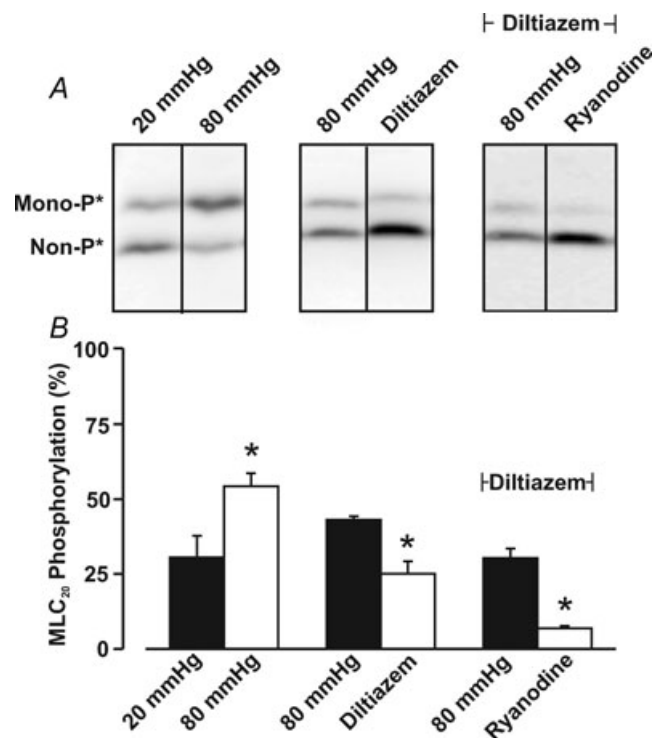 ⊢Diltiazem⊣
A
20 mmHg
80 mmHg
80 mmHg
Diltiazem
80 mmHg
Ryanodine
Mono-P*
Non-P*
B
MLC₂₀ Phosphorylation (%)
100
75
50
25
0
*
*
*
⊢Diltiazem⊣
20 mmHg
80 mmHg
80 mmHg
Diltiazem
80 mmHg
Ryanodine